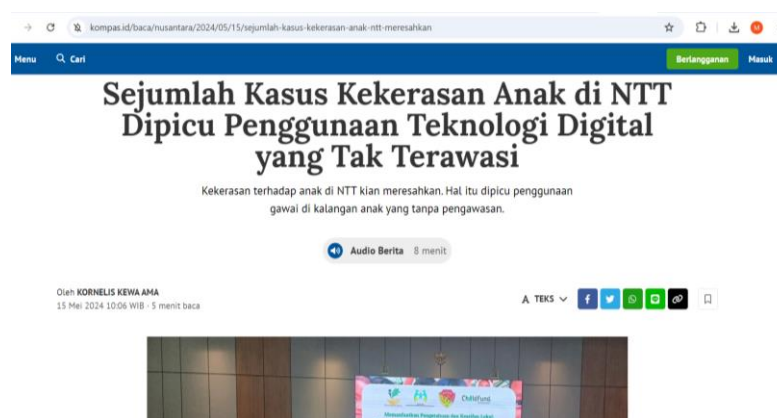 kompas.id/baca/nusantara/2024/05/15/sejumlah-kasus-kekerasan-anak-ntt-meresahkan
Menu Cari Berlangganan Masuk
Sejumlah Kasus Kekerasan Anak di NTT
Dipicu Penggunaan Teknologi Digital
yang Tak Terawasi
Kekerasan terhadap anak di NTT kian meresahkan. Hal itu dipicu penggunaan
gawai di kalangan anak yang tanpa pengawasan.
Audio Berita 8 menit
Oleh KORNELIS KEWA AMA
15 Mei 2024 10:06 WIB · 5 menit baca
A TEKS
ChildFund